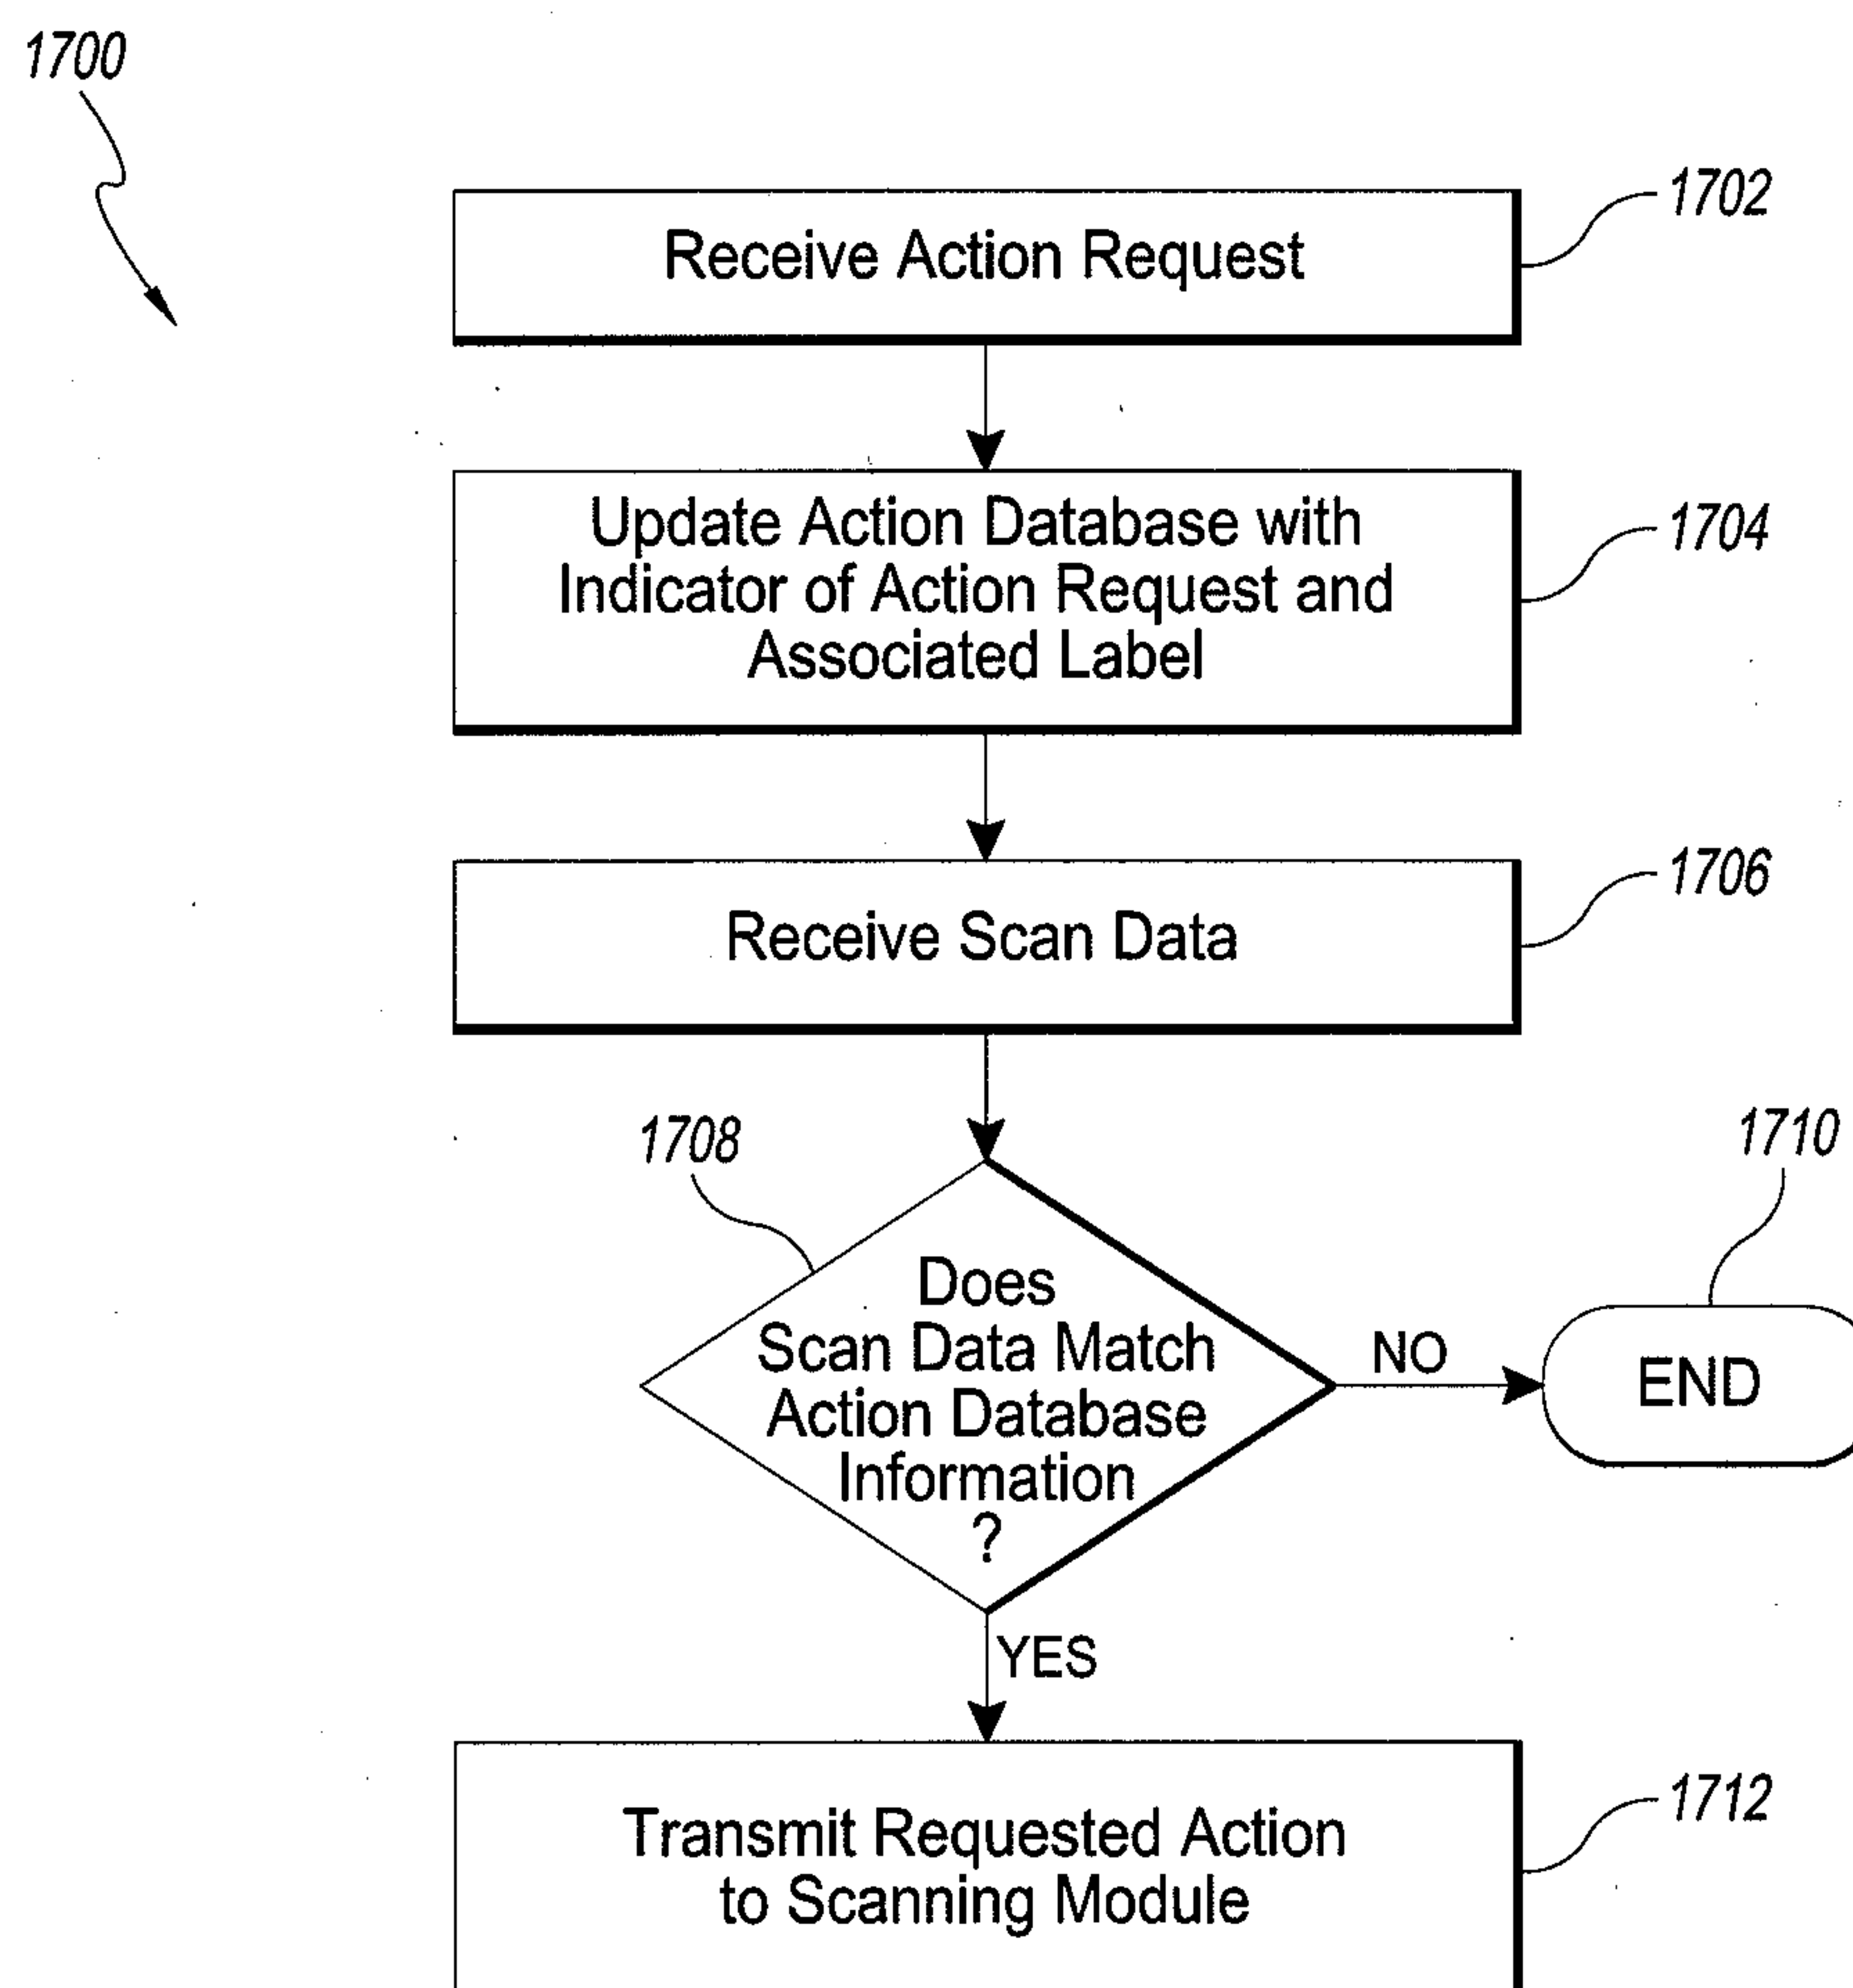 1700
1702
Receive Action Request
1704
Update Action Database with
Indicator of Action Request and
Associated Label
1706
Receive Scan Data
1708
1710
Does
Scan Data Match
Action Database
Information
?
NO
END
YES
1712
Transmit Requested Action
to Scanning Module